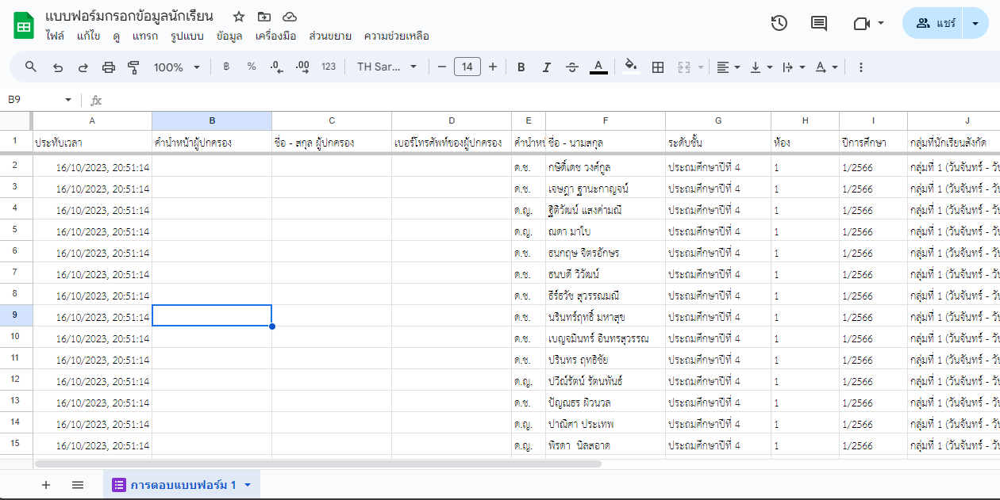 แบบฟอร์มกรอกข้อมูลนักเรียน
ไฟล์ แก้ไข ดู แทรก รูปแบบ ข้อมูล เครื่องมือ ส่วนขยาย ความช่วยเหลือ
แชร์
100% ฿ % .0 .00 123 TH Sar... − 14 + B I S A
B9 fx
A B C D E F G H I J
1 ประทับเวลา คำนำหน้าผู้ปกครอง ชื่อ - สกุล ผู้ปกครอง เบอร์โทรศัพท์ของผู้ปกครอง คำนำหน้ ชื่อ - นามสกุล ระดับชั้น ห้อง ปีการศึกษา กลุ่มที่นักเรียนสังกัด
2 16/10/2023, 20:51:14 ด.ช. กษิดิ์เดช วงศ์กูล ประถมศึกษาปีที่ 4 1 1/2566 กลุ่มที่ 1 (วันจันทร์ - วั
3 16/10/2023, 20:51:14 ด.ช. เจษฎา ฐานะกาญจน์ ประถมศึกษาปีที่ 4 1 1/2566 กลุ่มที่ 1 (วันจันทร์ - วั
4 16/10/2023, 20:51:14 ด.ญ. ฐิติวัฒน์ แสงค่ามณี ประถมศึกษาปีที่ 4 1 1/2566 กลุ่มที่ 1 (วันจันทร์ - วั
5 16/10/2023, 20:51:14 ด.ญ. ณดา มาใบ ประถมศึกษาปีที่ 4 1 1/2566 กลุ่มที่ 1 (วันจันทร์ - วั
6 16/10/2023, 20:51:14 ด.ช. ธนกฤษ จิตรอักษร ประถมศึกษาปีที่ 4 1 1/2566 กลุ่มที่ 1 (วันจันทร์ - วั
7 16/10/2023, 20:51:14 ด.ช. ธนบดี วิวัฒน์ ประถมศึกษาปีที่ 4 1 1/2566 กลุ่มที่ 1 (วันจันทร์ - วั
8 16/10/2023, 20:51:14 ด.ช. ธีร์ธวัช สุวรรณมณี ประถมศึกษาปีที่ 4 1 1/2566 กลุ่มที่ 1 (วันจันทร์ - วั
9 16/10/2023, 20:51:14 ด.ช. นรินทร์ฤทธิ์ มหาสุข ประถมศึกษาปีที่ 4 1 1/2566 กลุ่มที่ 1 (วันจันทร์ - วั
10 16/10/2023, 20:51:14 ด.ช. เบญจมินทร์ อินทรสุวรรณ ประถมศึกษาปีที่ 4 1 1/2566 กลุ่มที่ 1 (วันจันทร์ - วั
11 16/10/2023, 20:51:14 ด.ช. ปรินทร ฤทธิชัย ประถมศึกษาปีที่ 4 1 1/2566 กลุ่มที่ 1 (วันจันทร์ - วั
12 16/10/2023, 20:51:14 ด.ญ. ปวีณ์รัตน์ รัตนพันธ์ ประถมศึกษาปีที่ 4 1 1/2566 กลุ่มที่ 1 (วันจันทร์ - วั
13 16/10/2023, 20:51:14 ด.ช. ปัญณธร ผิวนวล ประถมศึกษาปีที่ 4 1 1/2566 กลุ่มที่ 1 (วันจันทร์ - วั
14 16/10/2023, 20:51:14 ด.ญ. ปาณิศา ประเทพ ประถมศึกษาปีที่ 4 1 1/2566 กลุ่มที่ 1 (วันจันทร์ - วั
15 16/10/2023, 20:51:14 ด.ญ. พิรดา นิลสอาด ประถมศึกษาปีที่ 4 1 1/2566 กลุ่มที่ 1 (วันจันทร์ - วั
การตอบแบบฟอร์ม 1